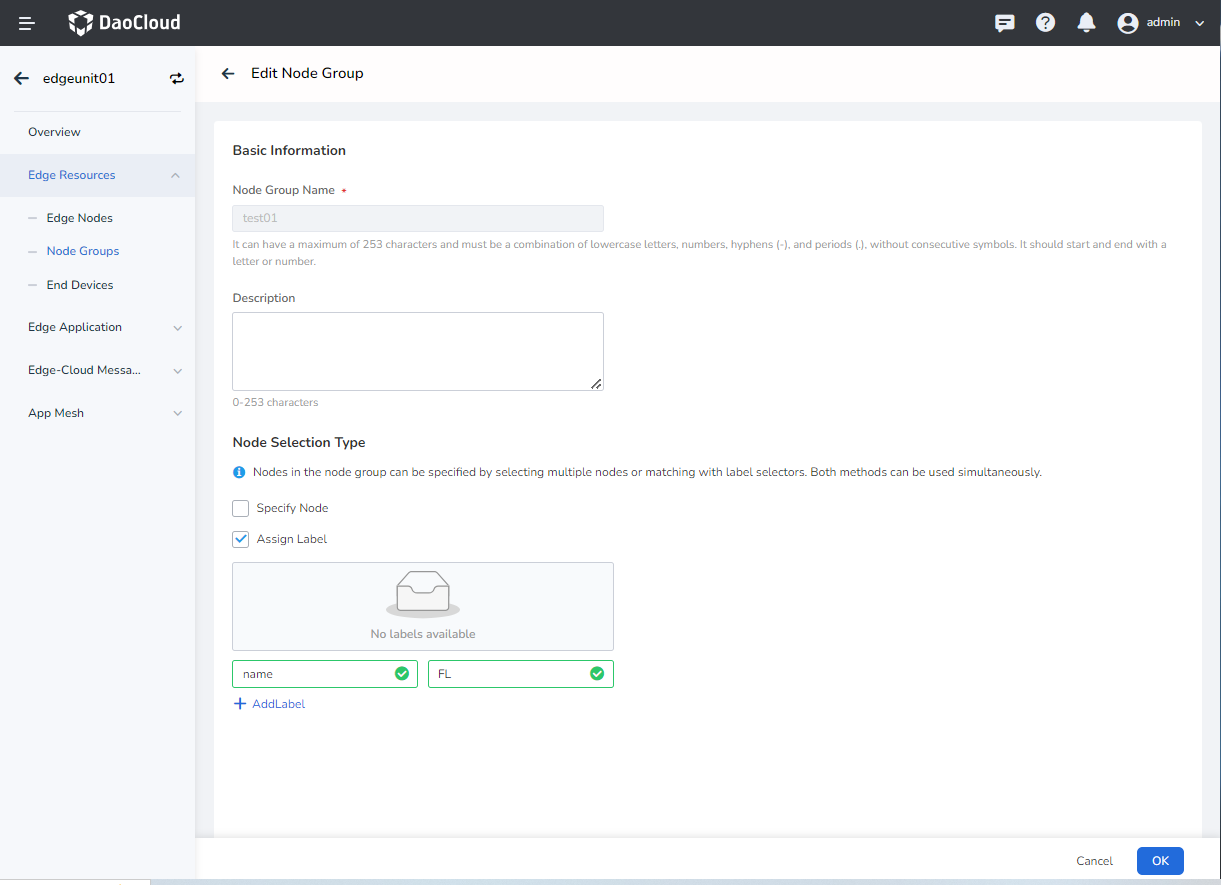 DaoCloud
admin
edgeunit01
Edit Node Group
Overview
Edge Resources
Edge Nodes
Node Groups
End Devices
Edge Application
Edge-Cloud Messa...
App Mesh
Basic Information
Node Group Name *
test01
It can have a maximum of 253 characters and must be a combination of lowercase letters, numbers, hyphens (-), and periods (.), without consecutive symbols. It should start and end with a
letter or number.
Description
0-253 characters
Node Selection Type
Nodes in the node group can be specified by selecting multiple nodes or matching with label selectors. Both methods can be used simultaneously.
Specify Node
Assign Label
No labels available
name FL
AddLabel
Cancel OK